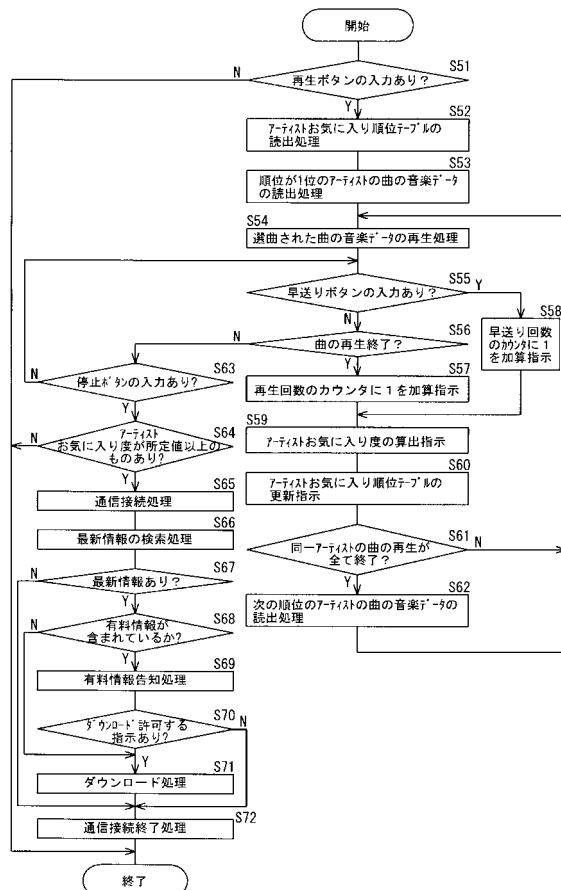 開始
S51
再生ボタンの入力あり？
N
Y
S52
ｱｰﾃｨｽﾄお気に入り順位ﾃｰﾌﾞﾙの
読出処理
S53
順位が1位のｱｰﾃｨｽﾄの曲の音楽ﾃﾞｰﾀ
の読出処理
S54
選曲された曲の音楽ﾃﾞｰﾀの再生処理
S55
早送りボタンの入力あり？
Y
N
S58
早送り回数
のｶｳﾝﾀに１
を加算指示
S56
曲の再生終了？
N
Y
S57
再生回数のｶｳﾝﾀに１を加算指示
S59
ｱｰﾃｨｽﾄお気に入り度の算出指示
S60
ｱｰﾃｨｽﾄお気に入り順位ﾃｰﾌﾞﾙの
更新指示
S61
同一ｱｰﾃｨｽﾄの曲の再生が
全て終了？
N
Y
S62
次の順位のｱｰﾃｨｽﾄの曲の音楽ﾃﾞｰﾀの
読出処理
S63
停止ﾎﾞﾀﾝの入力あり？
N
Y
S64
ｱｰﾃｨｽﾄ
お気に入り度が所定値以上の
ものあり？
N
Y
S65
通信接続処理
S66
最新情報の検索処理
S67
最新情報あり？
N
Y
S68
有料情報が
含まれているか？
N
Y
S69
有料情報告知処理
S70
ﾀﾞｳﾝﾛｰﾄﾞ許可する
指示あり？
N
Y
S71
ダウンロード処理
S72
通信接続終了処理
終了